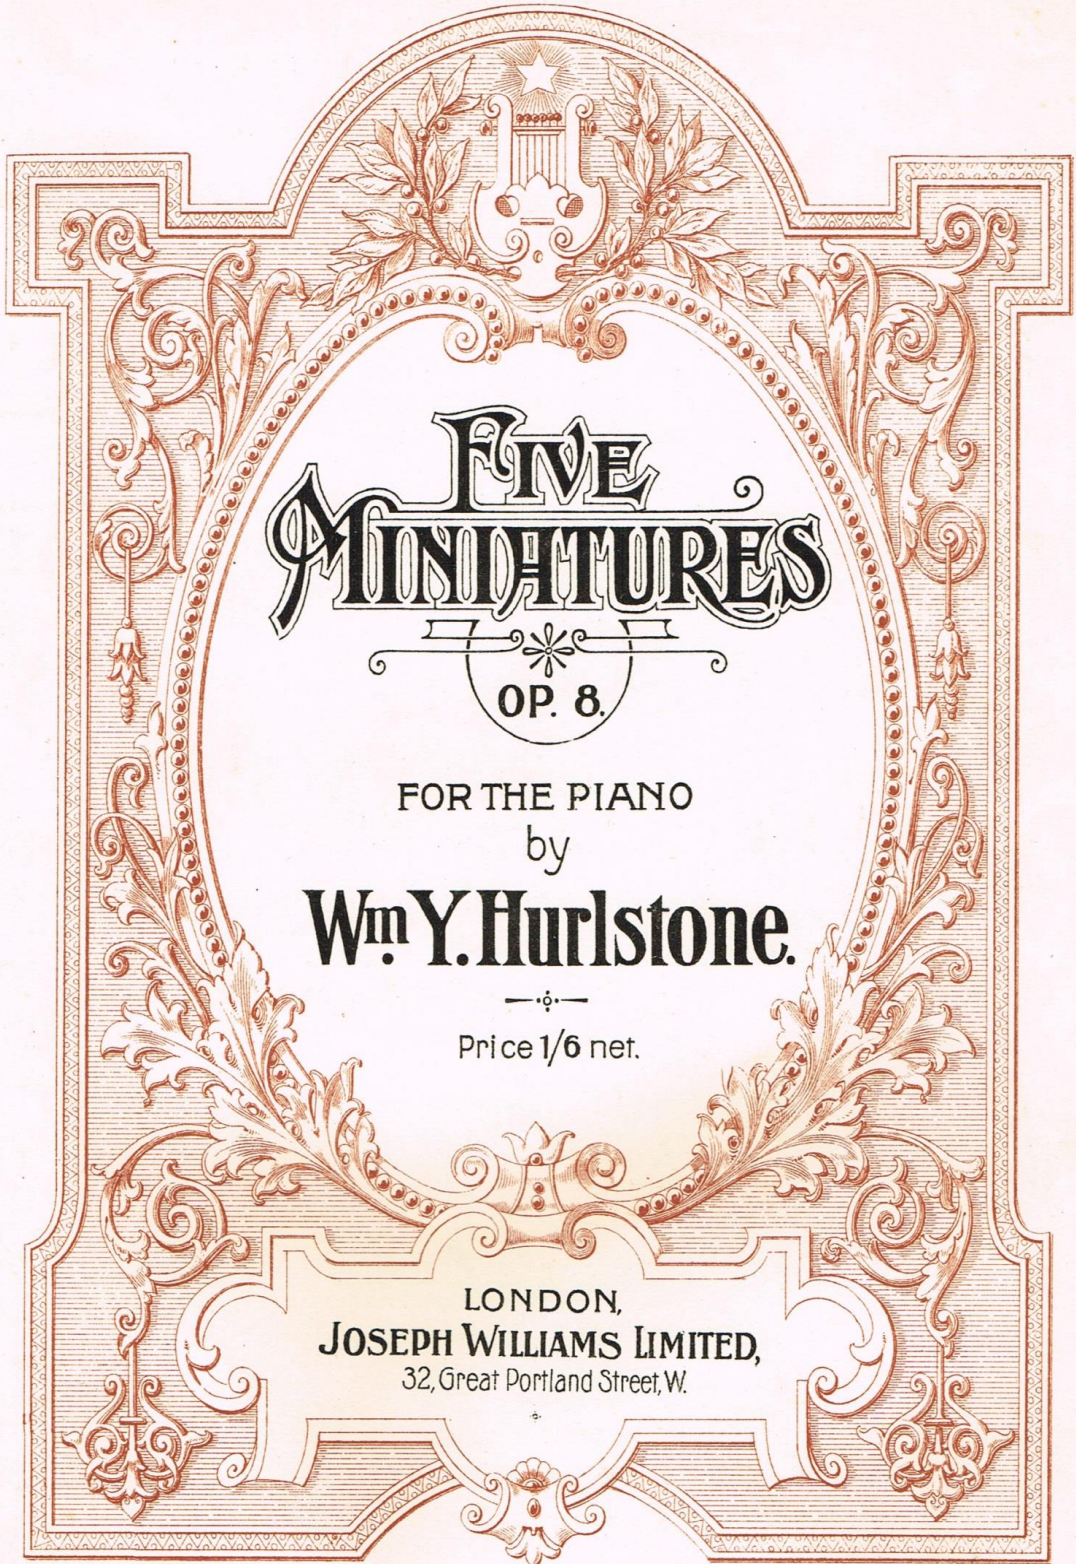 FIVE
MINIATURES
OP. 8.
FOR THE PIANO
by
Wm. Y. Hurlstone.
Price 1/6 net.
LONDON,
JOSEPH WILLIAMS LIMITED,
32, Great Portland Street, W.